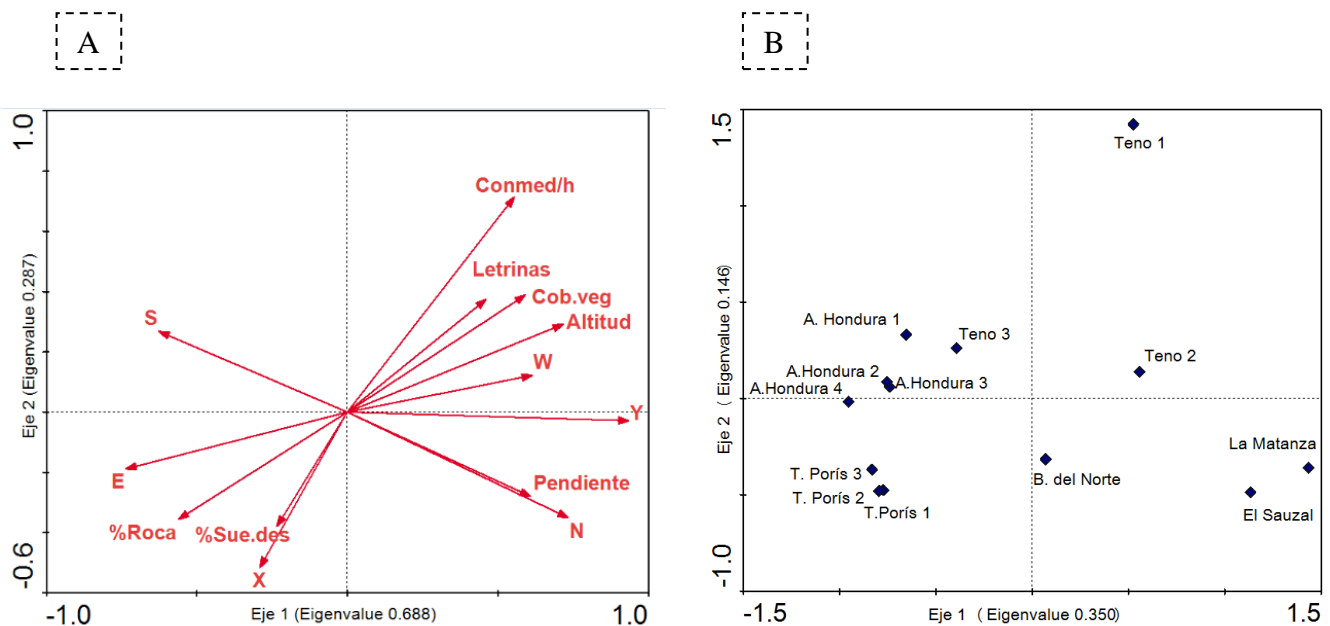 A
1.0
Eje 2 (Eigenvalue 0.287)
-0.6
Conmed/h
Letrinas
Cob.veg
Altitud
S
W
Y
E
Pendiente
%Roca
%Sue.des
N
X
-1.0
Eje 1 (Eigenvalue 0.688)
1.0
B
1.5
Eje 2 ( Eigenvalue 0.146)
-1.0
Teno 1
A. Hondura 1
Teno 3
Teno 2
A.Hondura 2
A.Hondura 3
A.Hondura 4
La Matanza
T. Porís 3
B. del Norte
T. Porís 2
T.Porís 1
El Sauzal
-1.5
Eje 1 ( Eigenvalue 0.350)
1.5